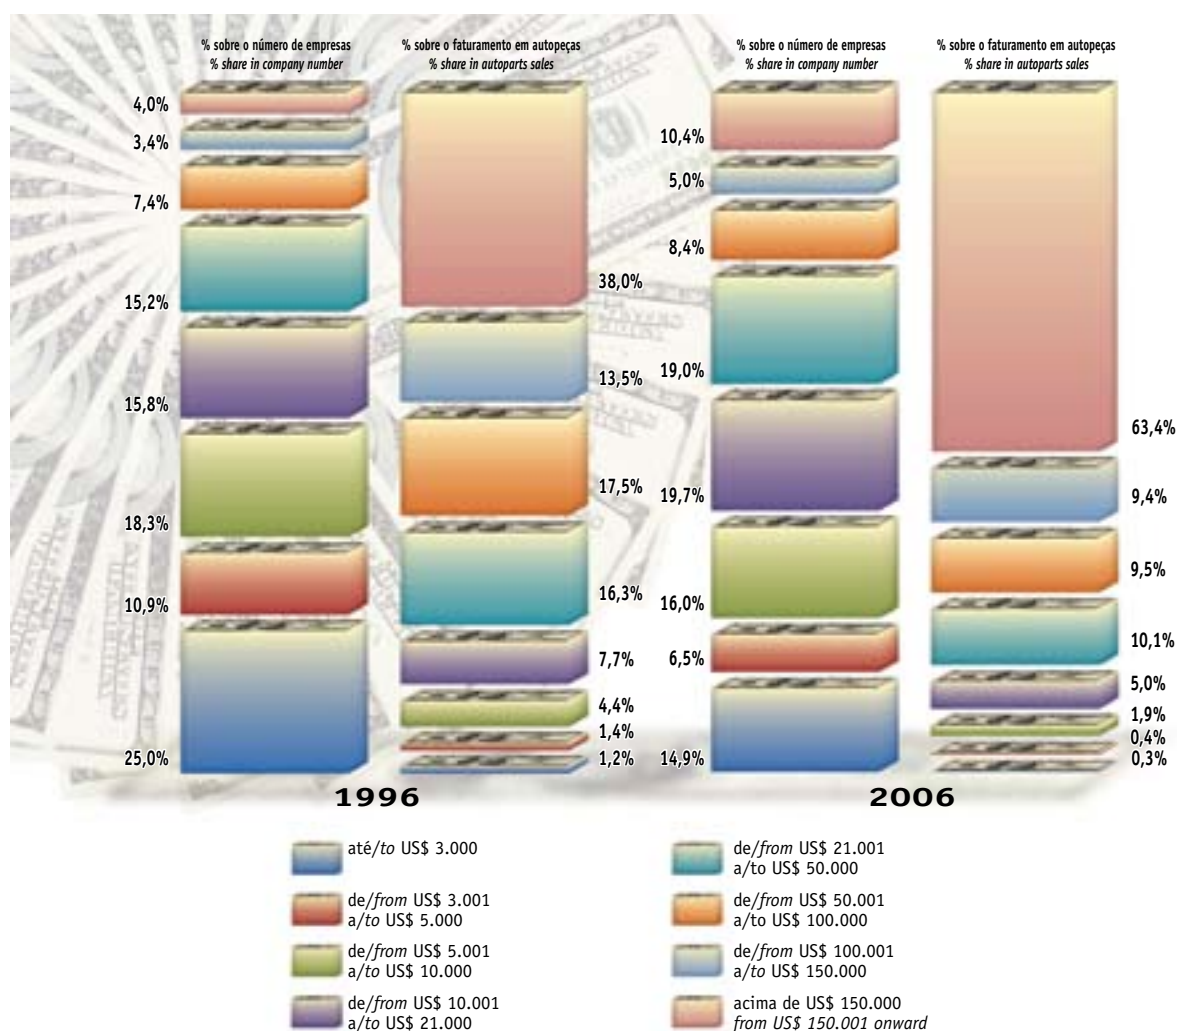 % sobre o número de empresas
% share in company number
% sobre o faturamento em autopeças
% share in autoparts sales
% sobre o número de empresas
% share in company number
% sobre o faturamento em autopeças
% share in autoparts sales
4,0%
3,4%
7,4%
15,2%
15,8%
18,3%
10,9%
25,0%
38,0%
13,5%
17,5%
16,3%
7,7%
4,4%
1,4%
1,2%
10,4%
5,0%
8,4%
19,0%
19,7%
16,0%
6,5%
14,9%
63,4%
9,4%
9,5%
10,1%
5,0%
1,9%
0,4%
0,3%
1996
2006
até/to US$ 3.000
de/from US$ 3.001
a/to US$ 5.000
de/from US$ 5.001
a/to US$ 10.000
de/from US$ 10.001
a/to US$ 21.000
de/from US$ 21.001
a/to US$ 50.000
de/from US$ 50.001
a/to US$ 100.000
de/from US$ 100.001
a/to US$ 150.000
acima de US$ 150.000
from US$ 150.001 onward